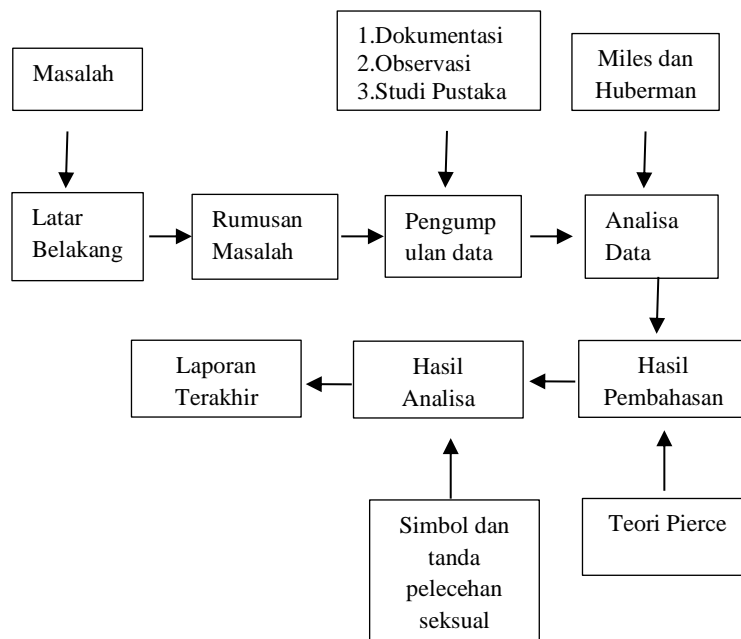 Masalah
1.Dokumentasi
2.Observasi
3.Studi Pustaka
Miles dan
Huberman
Latar
Belakang
Rumusan
Masalah
Pengump
ulan data
Analisa
Data
Laporan
Terakhir
Hasil
Analisa
Hasil
Pembahasan
Simbol dan
tanda
pelecehan
seksual
Teori Pierce